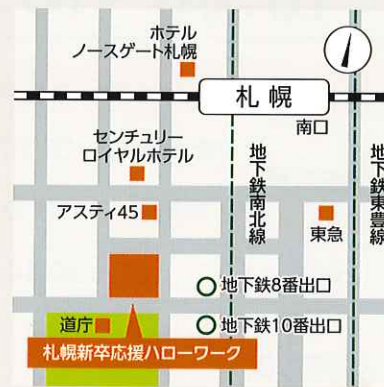 ホテル
ノースゲート札幌
札幌
南口
センチュリー
ロイヤルホテル
地下鉄南北線
地下鉄東豊線
アスティ45
東急
地下鉄8番出口
道庁
地下鉄10番出口
札幌新卒応援ハローワーク